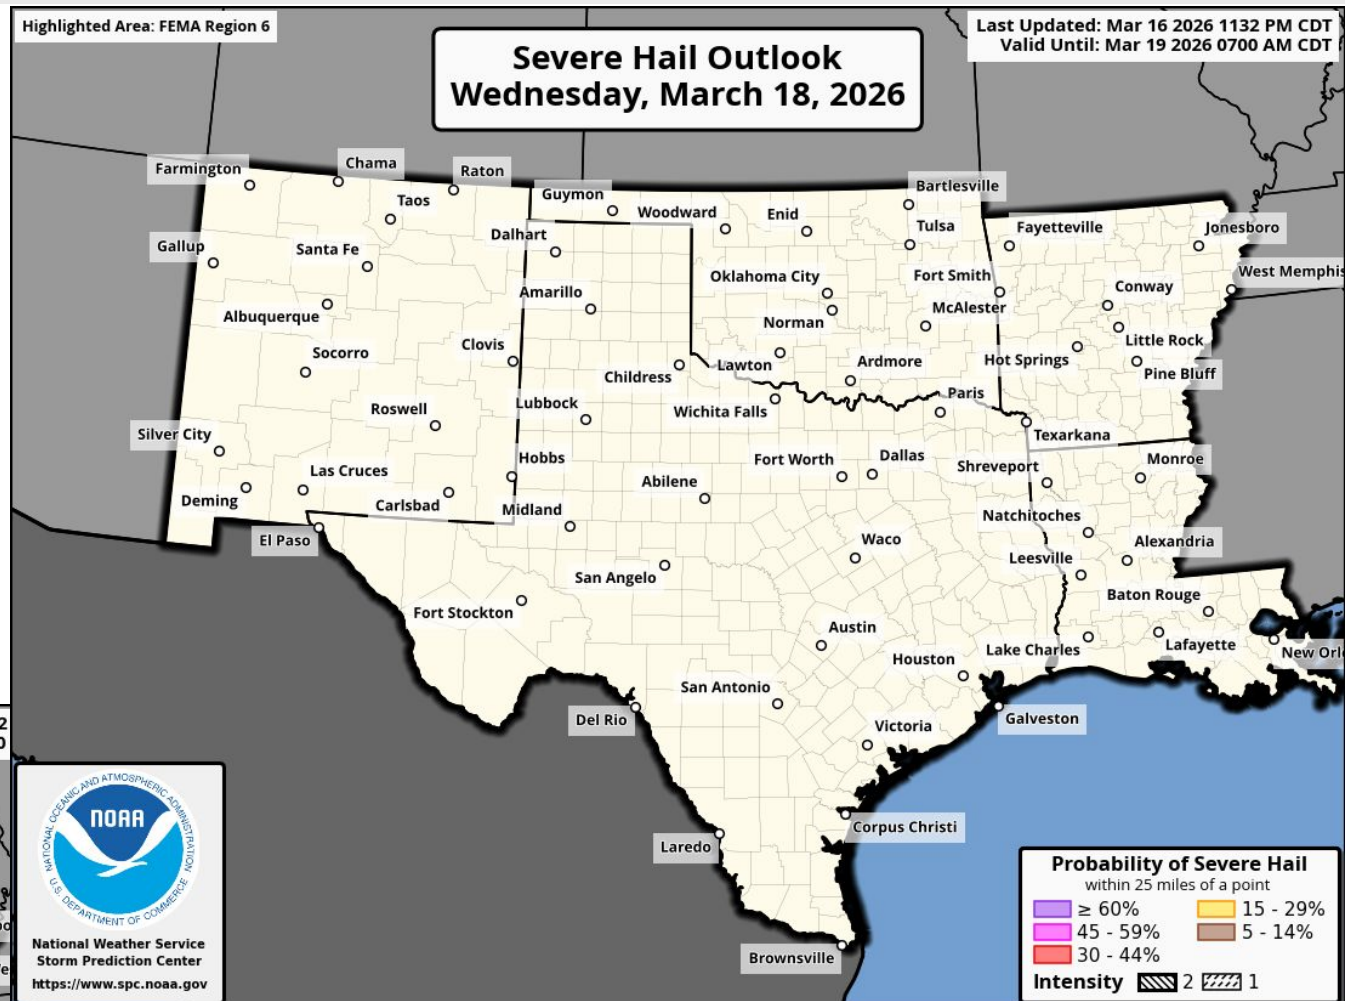 Highlighted Area: FEMA Region 6
Severe Hail Outlook
Wednesday, March 18, 2026
Last Updated: Mar 16 2026 1132 PM CDT
Valid Until: Mar 19 2026 0700 AM CDT
Farmington
Chama
Raton
Taos
Guymon
Woodward
Enid
Bartlesville
Gallup
Santa Fe
Dalhart
Tulsa
Fayetteville
Jonesboro
Albuquerque
Amarillo
Oklahoma City
Fort Smith
West Memphis
Norman
McAlester
Conway
Socorro
Clovis
Childress
Lawton
Ardmore
Hot Springs
Little Rock
Pine Bluff
Roswell
Lubbock
Wichita Falls
Paris
Texarkana
Silver City
Las Cruces
Hobbs
Abilene
Fort Worth
Dallas
Shreveport
Monroe
Deming
Carlsbad
Midland
Natchitoches
El Paso
San Angelo
Waco
Leesville
Alexandria
Fort Stockton
Baton Rouge
Austin
Houston
Lake Charles
Lafayette
New Orl
San Antonio
Del Rio
Victoria
Galveston
Laredo
Corpus Christi
Brownsville
2
0
NATIONAL OCEANIC AND ATMOSPHERIC ADMINISTRATION
NOAA
U.S. DEPARTMENT OF COMMERCE
National Weather Service
Storm Prediction Center
https://www.spc.noaa.gov
Probability of Severe Hail
within 25 miles of a point
≥ 60% 15 - 29%
45 - 59% 5 - 14%
30 - 44%
Intensity 2 1